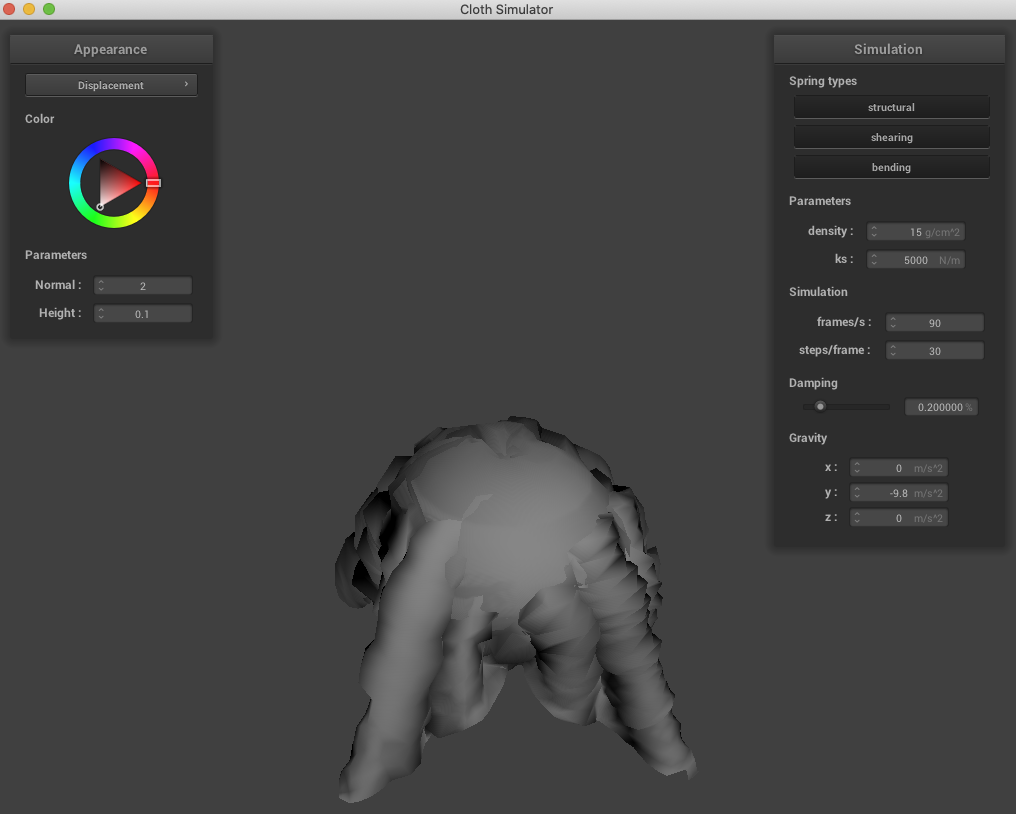 Cloth Simulator
Appearance
Displacement
Color
Parameters
Normal : 2
Height : 0.1
Simulation
Spring types
structural
shearing
bending
Parameters
density : 15 g/cm^2
ks : 5000 N/m
Simulation
frames/s : 90
steps/frame : 30
Damping
0.200000 %
Gravity
x : 0 m/s^2
y : -9.8 m/s^2
z : 0 m/s^2